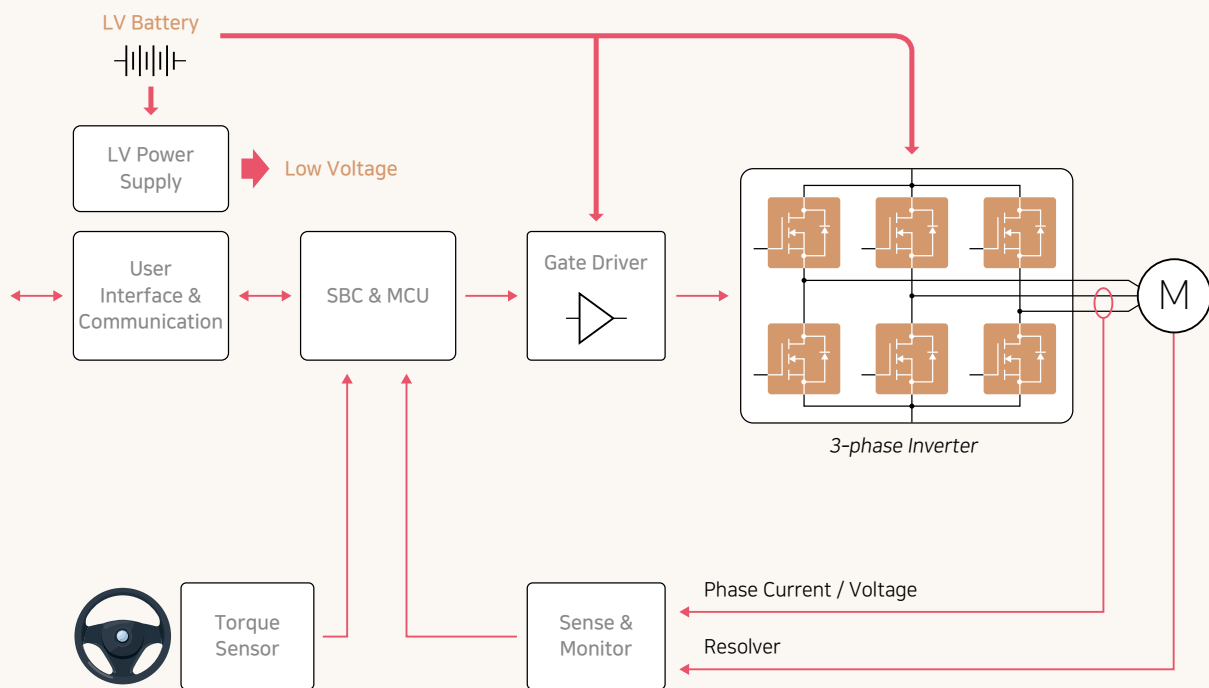 LV Battery
LV Power
Supply
Low Voltage
User
Interface &
Communication
SBC & MCU
Gate Driver
M
3-phase Inverter
Torque
Sensor
Sense &
Monitor
Phase Current / Voltage
Resolver